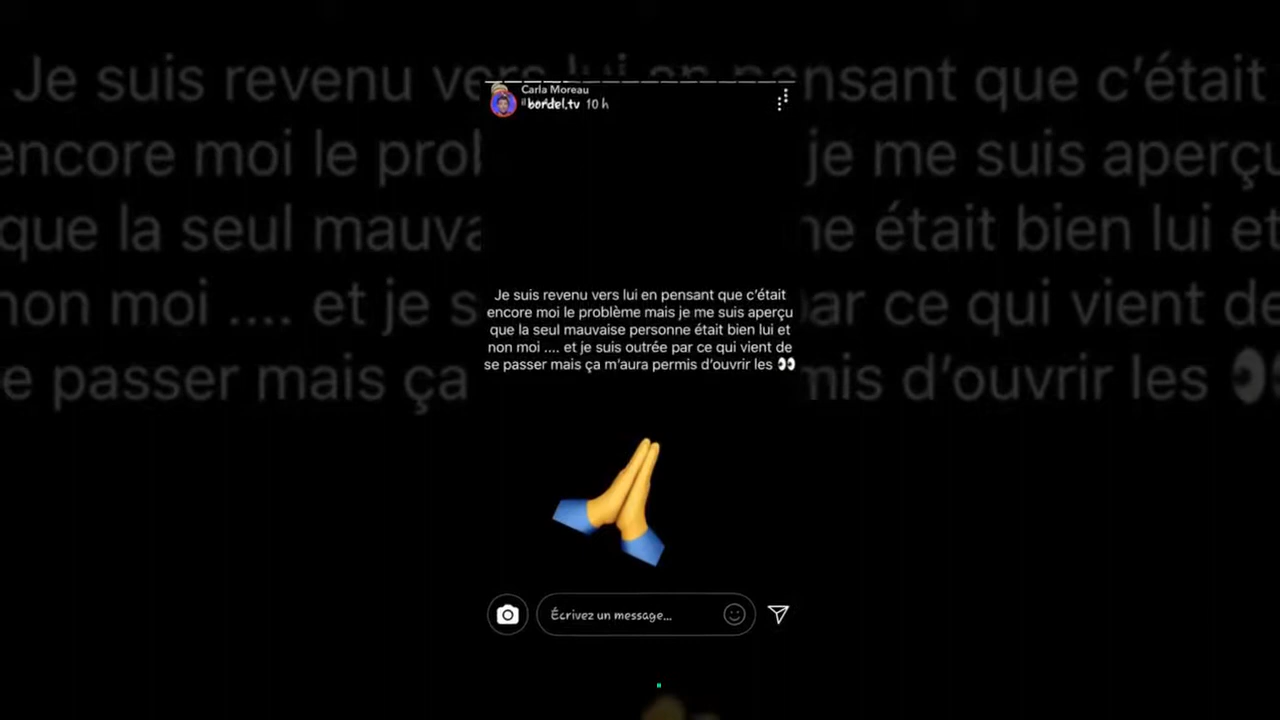 Carla Moreau
bordel.tv 10 h
Je suis revenu vers lui en pensant que c’était
encore moi le problème mais je me suis aperçu
que la seul mauvaise personne était bien lui et
non moi .... et je suis outrée par ce qui vient de
se passer mais ça m’aura permis d’ouvrir les 👀
Écrivez un message...